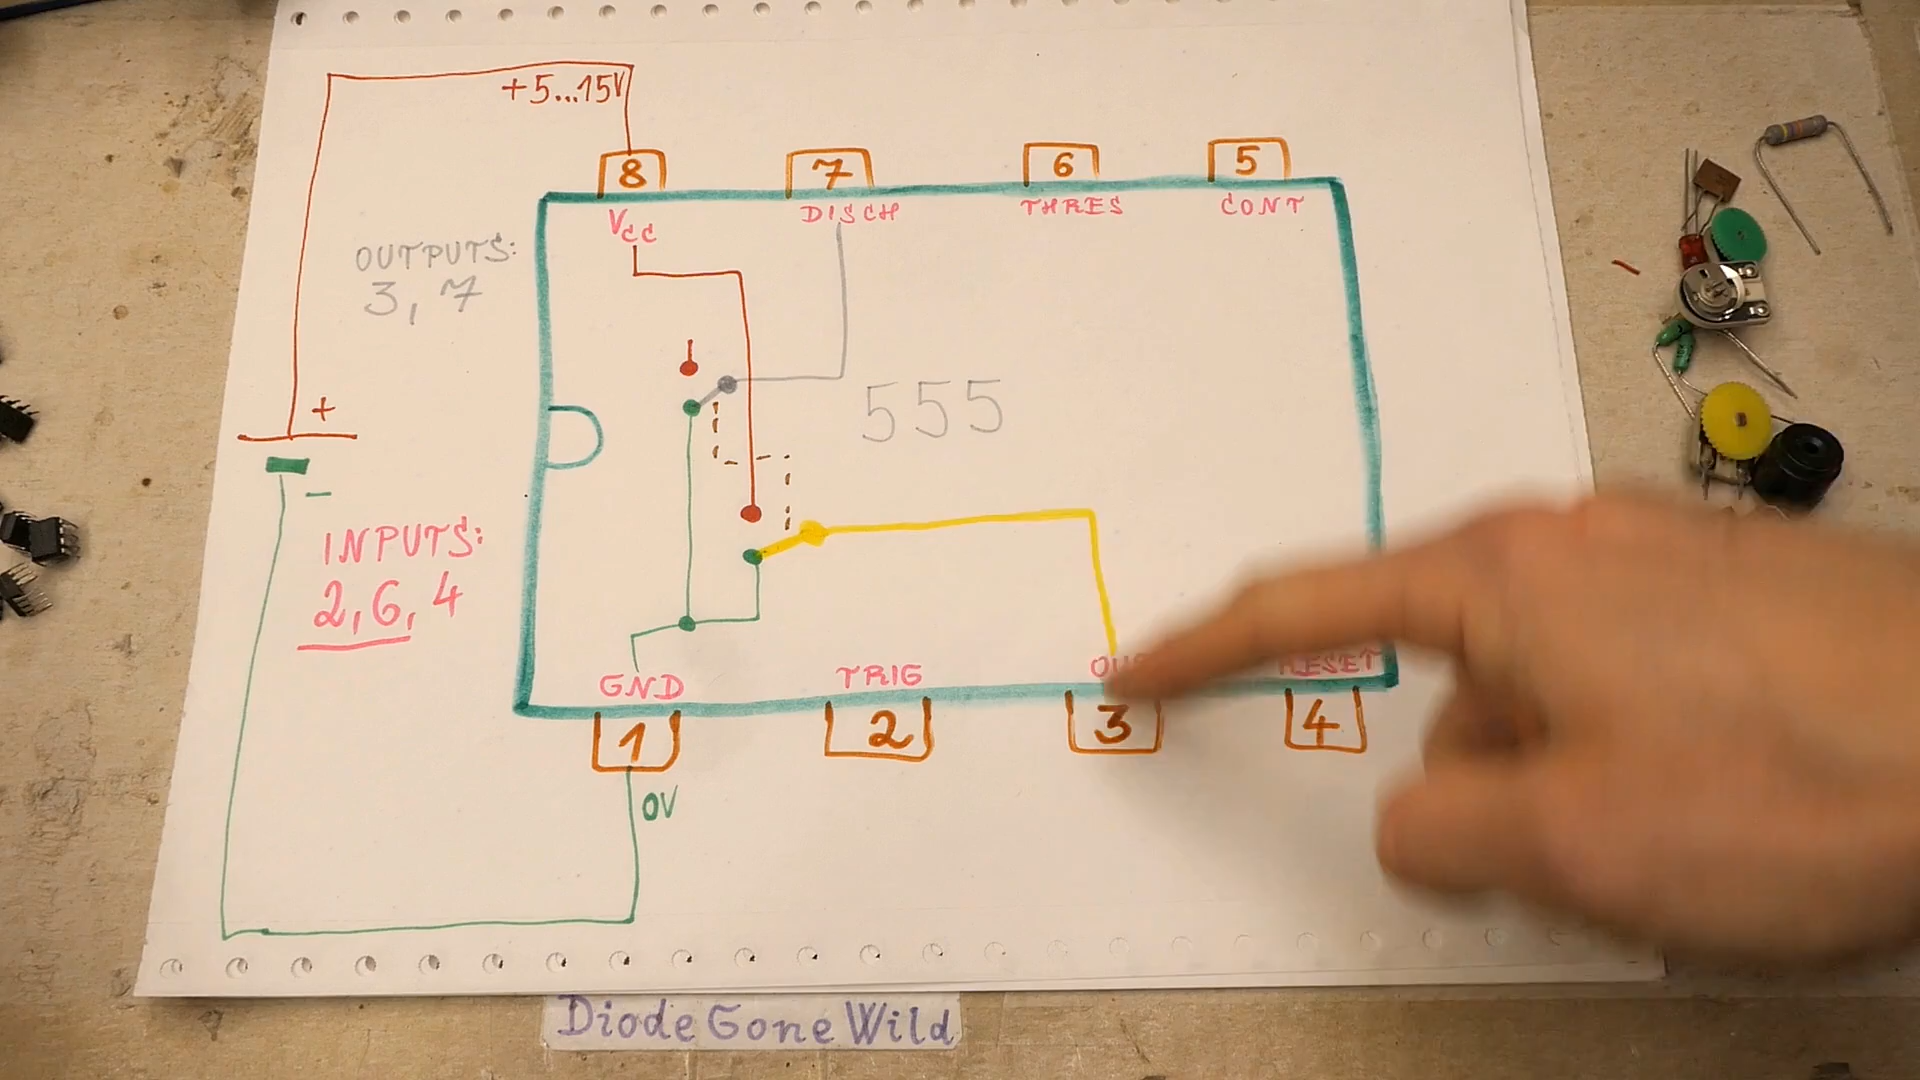 +5...15V
8 7 6 5
VCC DISCH THRES CONT
OUTPUTS:
3, 7
555
+
−
INPUTS:
2, 6, 4
GND TRIG RESET
1 2 3 4
0V
DiodeGoneWild